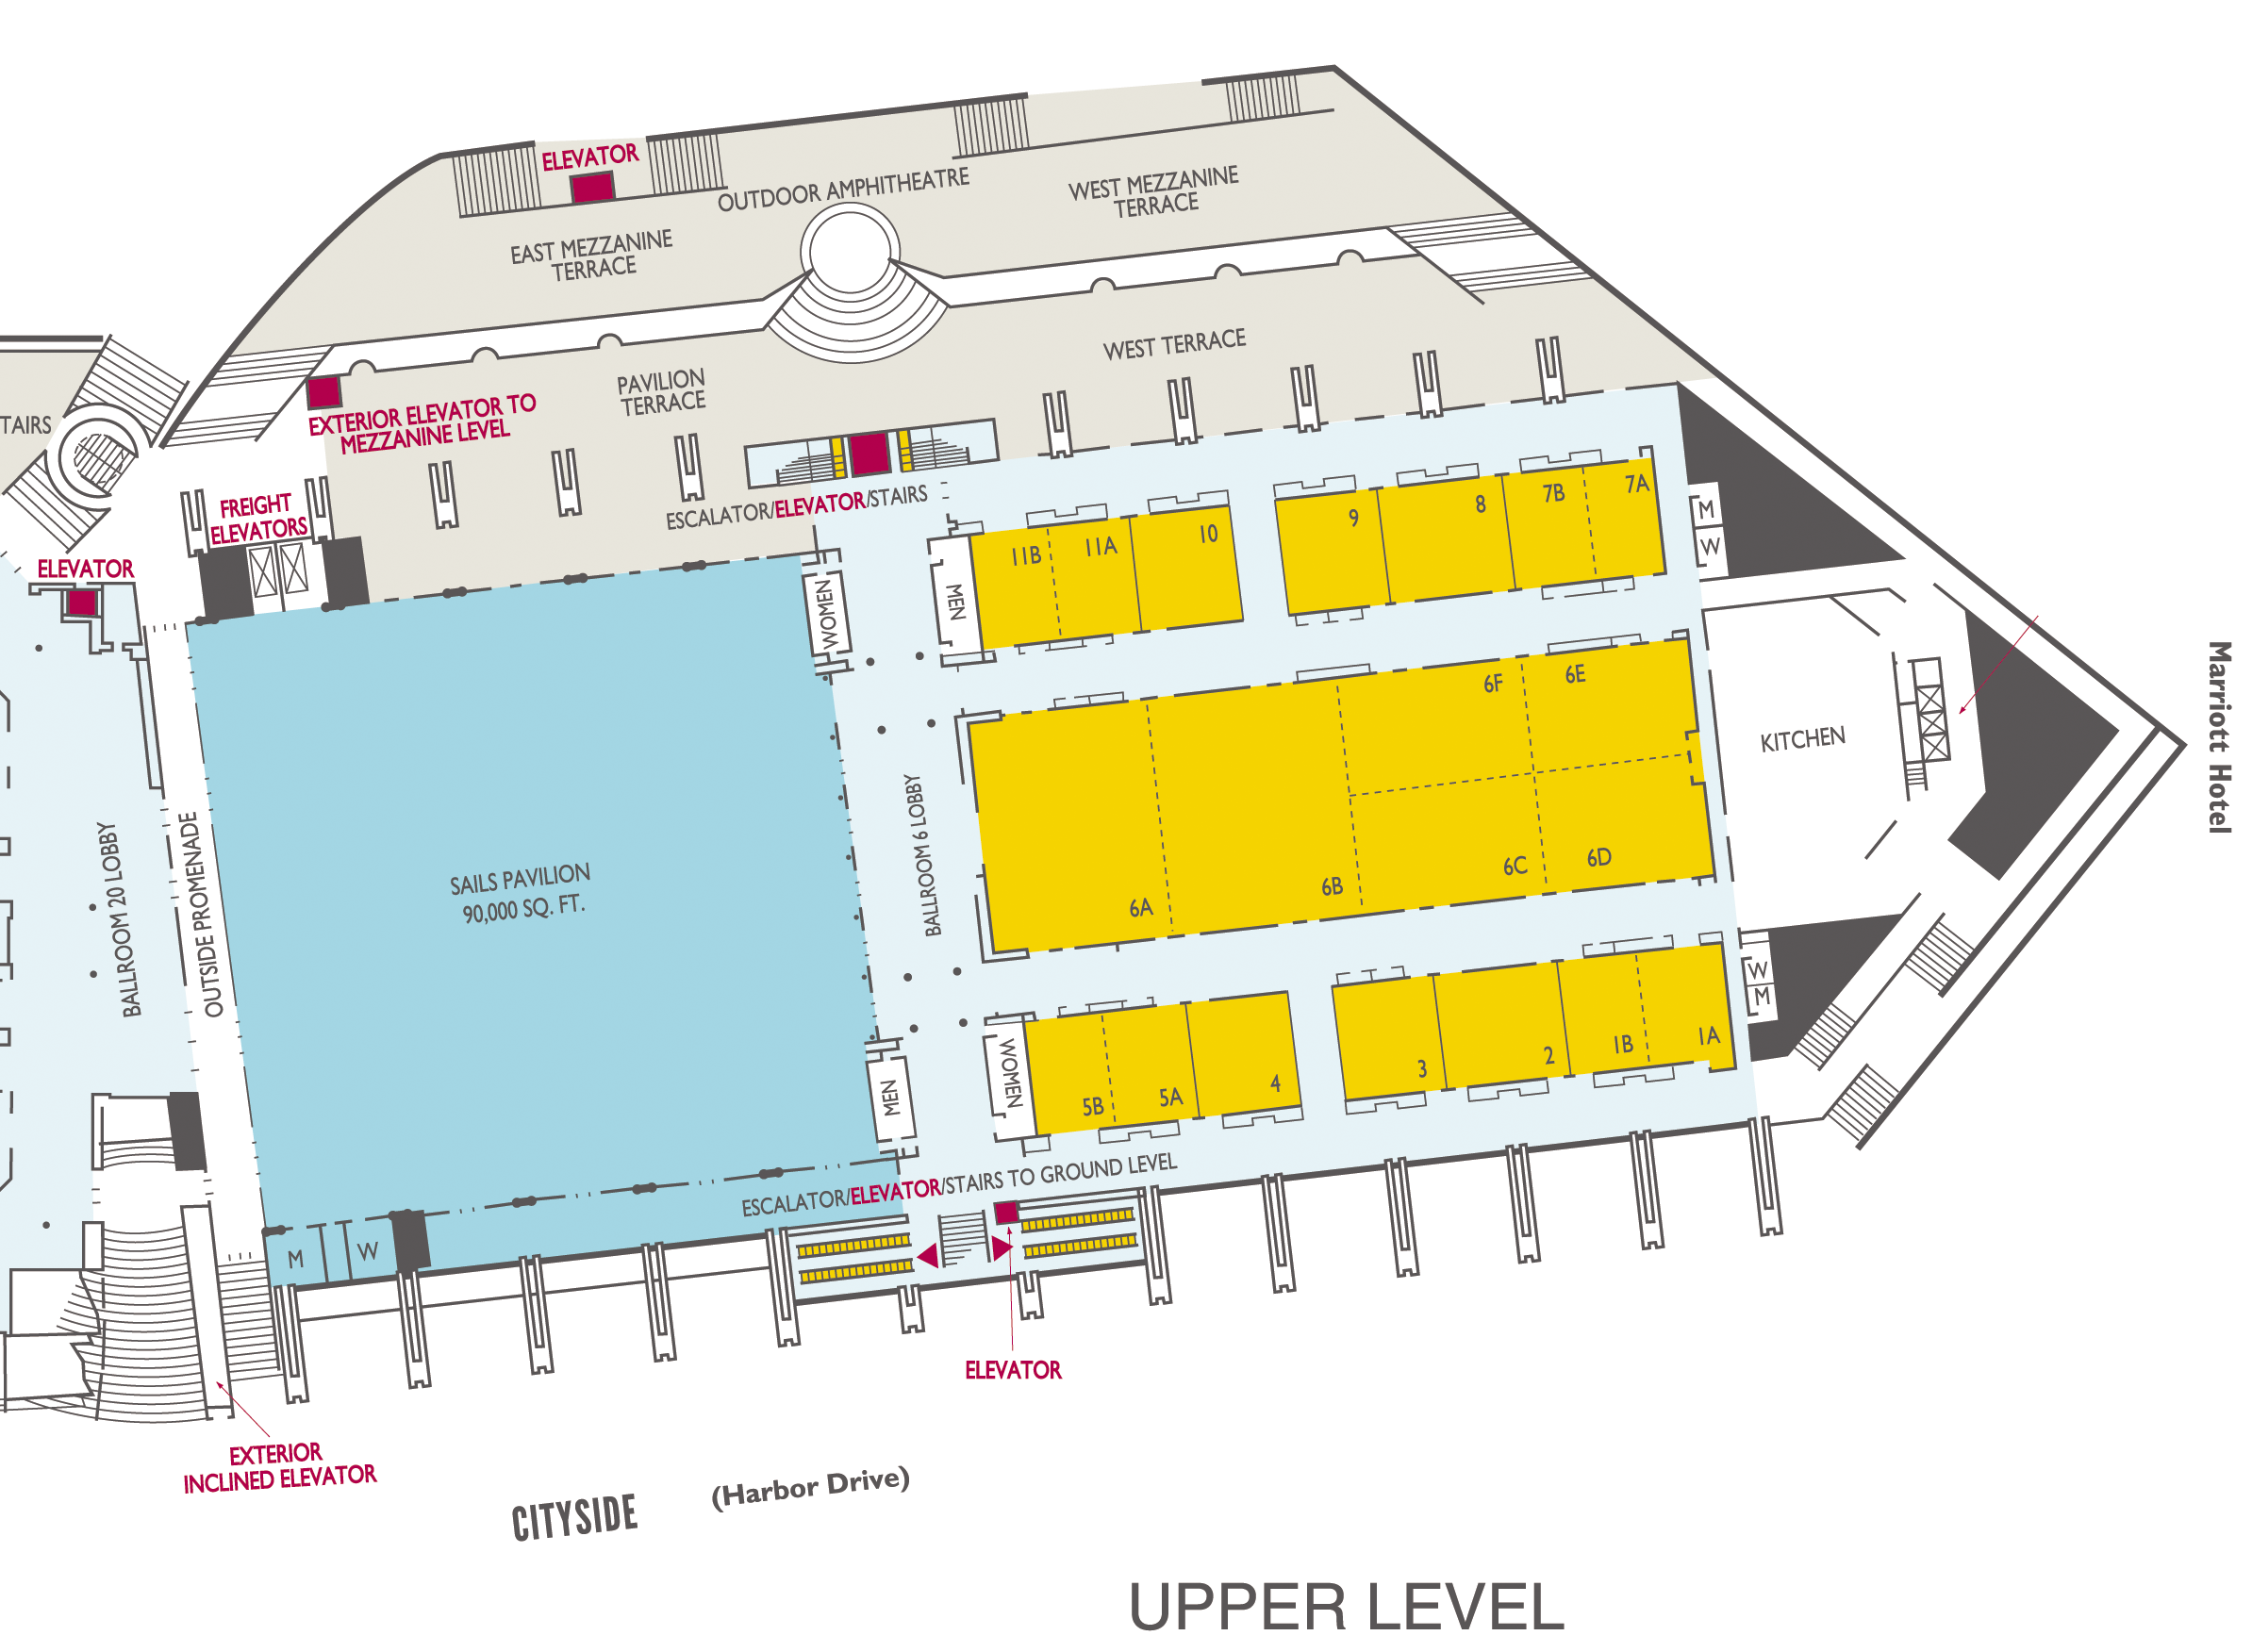 ELEVATOR
OUTDOOR AMPHITHEATRE
WEST MEZZANINE
TERRACE
EAST MEZZANINE
TERRACE
WEST TERRACE
PAVILION
TERRACE
EXTERIOR ELEVATOR TO
MEZZANINE LEVEL
TAIRS
FREIGHT
ELEVATORS
ESCALATOR/ELEVATOR/STAIRS
ELEVATOR
WOMEN
MEN
11B
11A
10
9
8
7B
7A
M
W
6F
6E
KITCHEN
Marriott Hotel
BALLROOM 20 LOBBY
OUTSIDE PROMENADE
SAILS PAVILION
90,000 SQ. FT.
BALLROOM 6 LOBBY
6A
6B
6C
6D
W
M
MEN
WOMEN
5B
5A
4
3
2
1B
1A
ESCALATOR/ELEVATOR/STAIRS TO GROUND LEVEL
M
W
ELEVATOR
EXTERIOR
INCLINED ELEVATOR
CITYSIDE
(Harbor Drive)
UPPER LEVEL